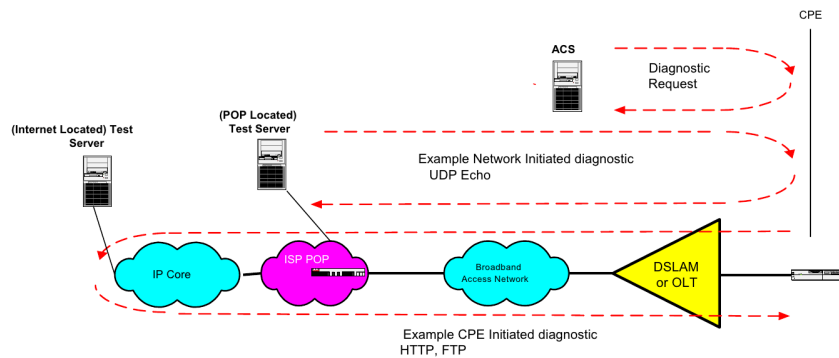 CPE
ACS
Diagnostic
Request
(Internet Located) Test
Server
(POP Located)
Test Server
Example Network Initiated diagnostic
UDP Echo
IP Core
ISP POP
Broadband
Access Network
DSLAM
or OLT
Example CPE Initiated diagnostic
HTTP, FTP